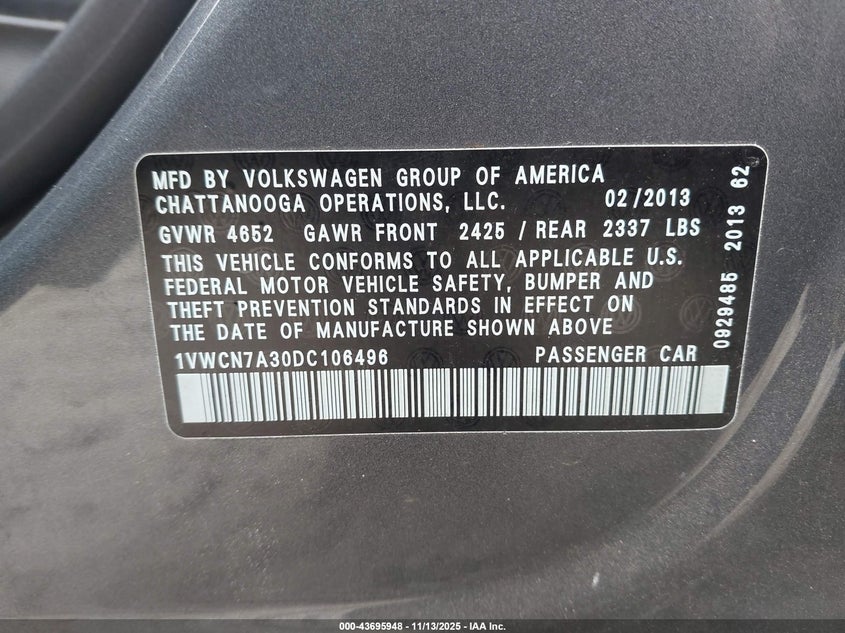 MFD BY VOLKSWAGEN GROUP OF AMERICA
CHATTANOOGA OPERATIONS, LLC. 02/2013
GVWR 4652 GAWR FRONT 2425 / REAR 2337 LBS
THIS VEHICLE CONFORMS TO ALL APPLICABLE U.S.
FEDERAL MOTOR VEHICLE SAFETY, BUMPER AND
THEFT PREVENTION STANDARDS IN EFFECT ON
THE DATE OF MANUFACTURE SHOWN ABOVE
1VWCN7A30DC106496 PASSENGER CAR
0929485 2013 62
000-43695948 - 11/13/2025 - IAA Inc.